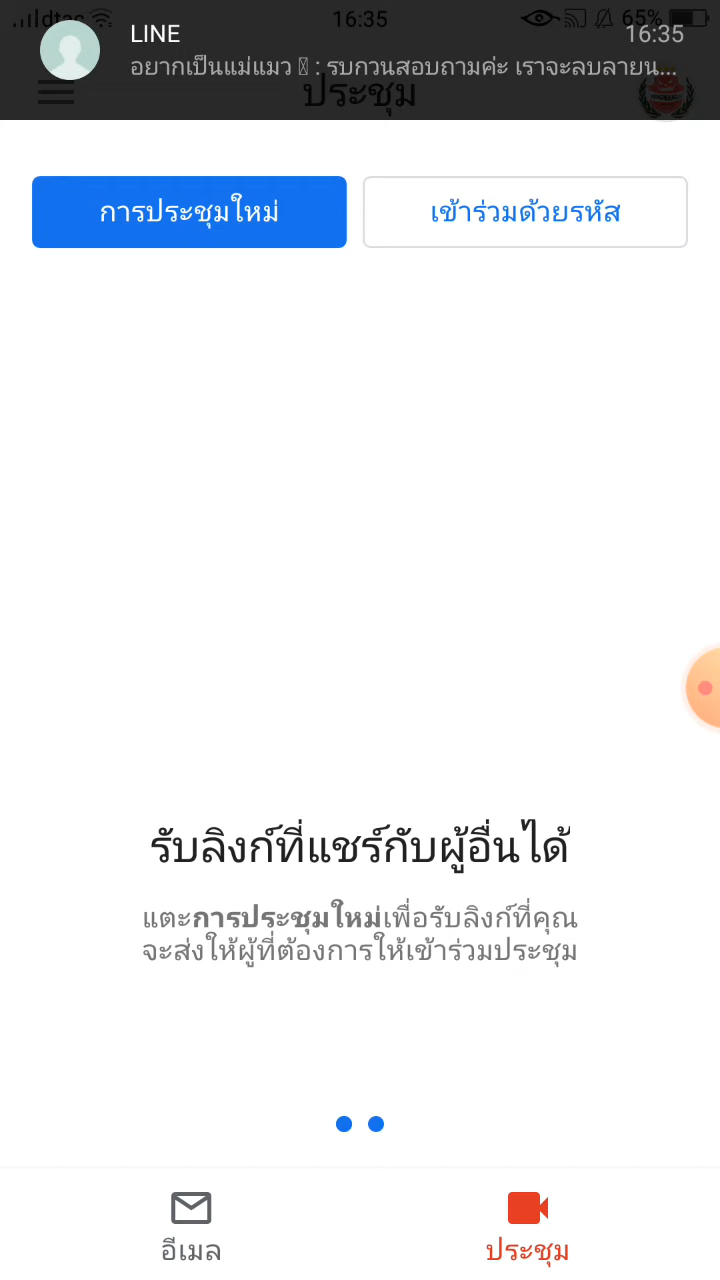 dtac 16:35 65%
LINE 16:35
อยากเป็นแม่แมว : รบกวนสอบถามค่ะ เราจะลบลายน...
ประชุม
การประชุมใหม่ เข้าร่วมด้วยรหัส
รับลิงก์ที่แชร์กับผู้อื่นได้
แตะการประชุมใหม่เพื่อรับลิงก์ที่คุณ
จะส่งให้ผู้ที่ต้องการให้เข้าร่วมประชุม
อีเมล ประชุม